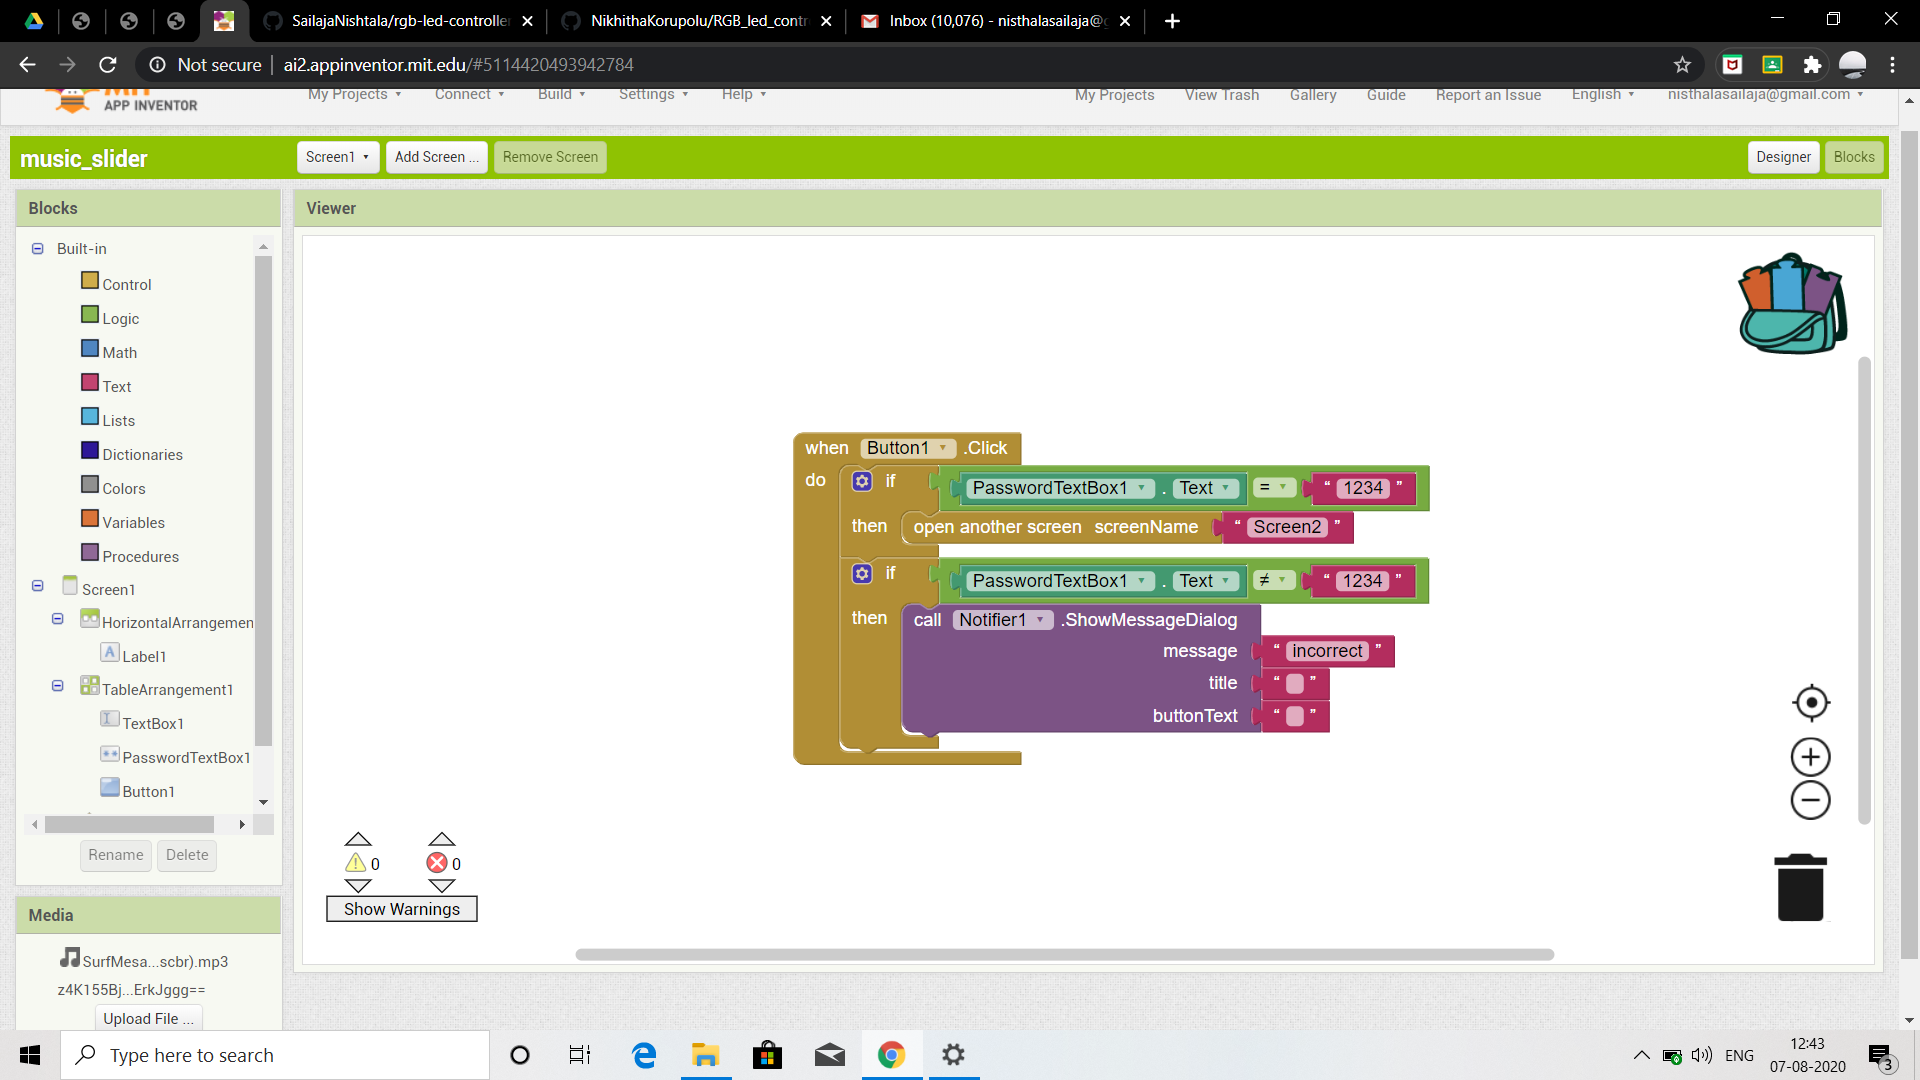 SailajaNishtala/rgb-led-controlle
NikhithaKorupolu/RGB_led_contr
Inbox (10,076) - nisthalasailaja@g
Not secure
ai2.appinventor.mit.edu/#5114420493942784
APP INVENTOR
My Projects
Connect
Build
Settings
Help
My Projects
View Trash
Gallery
Guide
Report an Issue
English
nisthalasailaja@gmail.com
music_slider
Screen1
Add Screen ...
Remove Screen
Designer
Blocks
Blocks
Viewer
Built-in
Control
Logic
Math
Text
Lists
Dictionaries
Colors
Variables
Procedures
Screen1
HorizontalArrangemen
Label1
TableArrangement1
TextBox1
PasswordTextBox1
Button1
Rename
Delete
Media
SurfMesa...scbr).mp3
z4K155Bj...ErkJggg==
Upload File ...
when Button1 .Click
do if PasswordTextBox1 . Text = " 1234 "
then open another screen screenName " Screen2 "
if PasswordTextBox1 . Text ≠ " 1234 "
then call Notifier1 .ShowMessageDialog
message " incorrect "
title " "
buttonText " "
0
0
Show Warnings
Type here to search
ENG
12:43
07-08-2020
3